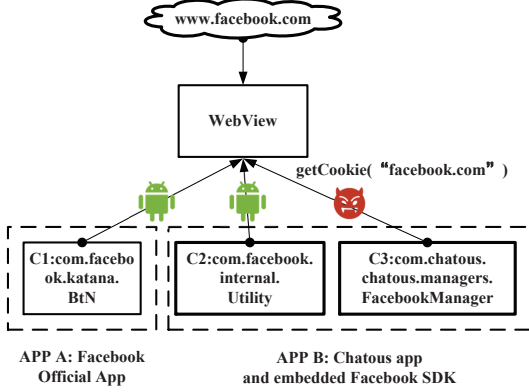 www.facebook.com
WebView
getCookie( “facebook.com” )
C1:com.facebo
ok.katana.
BtN
C2:com.facebook.
internal.
Utility
C3:com.chatous.
chatous.managers.
FacebookManager
APP A: Facebook
Official App
APP B: Chatous app
and embedded Facebook SDK